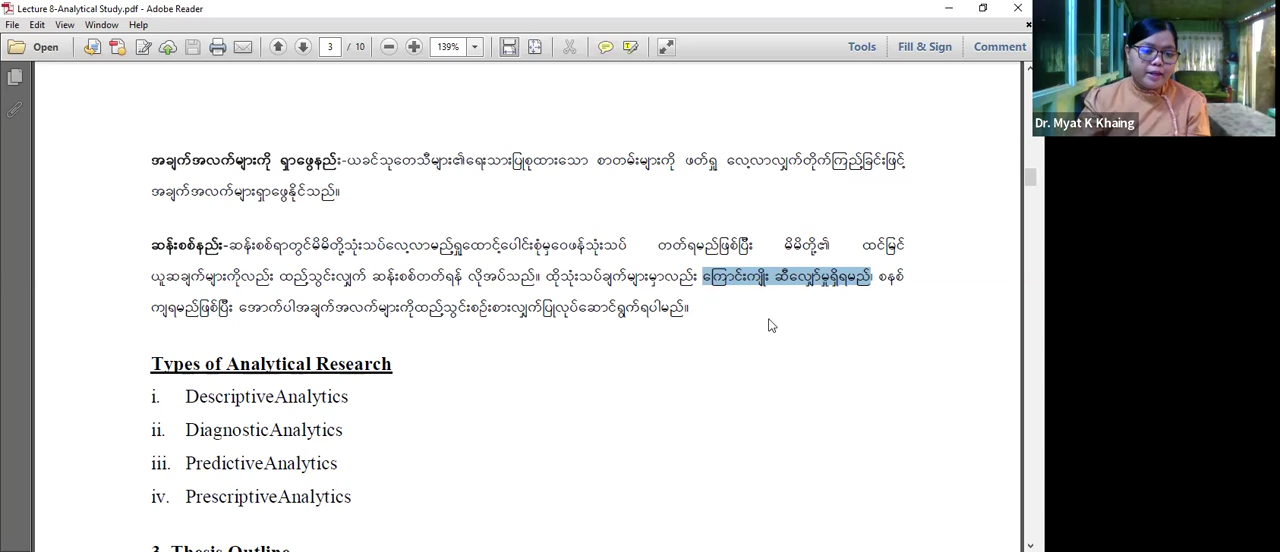 Lecture 8-Analytical Study.pdf - Adobe Reader
File Edit View Window Help
Open 3 / 10 139% Tools Fill & Sign Comment
Dr. Myat K Khaing
အချက်အလက်များကို ရှာဖွေနည်း-ယခင်သုတေသီများ၏ရေးသားပြုစုထားသော စာတမ်းများကို ဖတ်ရှု လေ့လာလျှက်တိုက်ကြည့်ခြင်းဖြင့်
အချက်အလက်များရှာဖွေနိုင်သည်။
ဆန်းစစ်နည်း-ဆန်းစစ်ရာတွင်မိမိတို့သုံးသပ်လေ့လာမည့်ရှုထောင့်ပေါင်းစုံမှဝေဖန်သုံးသပ် တတ်ရမည်ဖြစ်ပြီး မိမိတို့၏ ထင်မြင်
ယူဆချက်များကိုလည်း ထည့်သွင်းလျှက် ဆန်းစစ်တတ်ရန် လိုအပ်သည်။ ထိုသုံးသပ်ချက်များမှာလည်း ကြောင်းကျိုး ဆီလျှော်မှုရှိရမည်၊ စနစ်
ကျရမည်ဖြစ်ပြီး အောက်ပါအချက်အလက်များကိုထည့်သွင်းစဉ်းစားလျှက်ပြုလုပ်ဆောင်ရွက်ရပါမည်။
Types of Analytical Research
i. DescriptiveAnalytics
ii. DiagnosticAnalytics
iii. PredictiveAnalytics
iv. PrescriptiveAnalytics
3. Thesis Outline